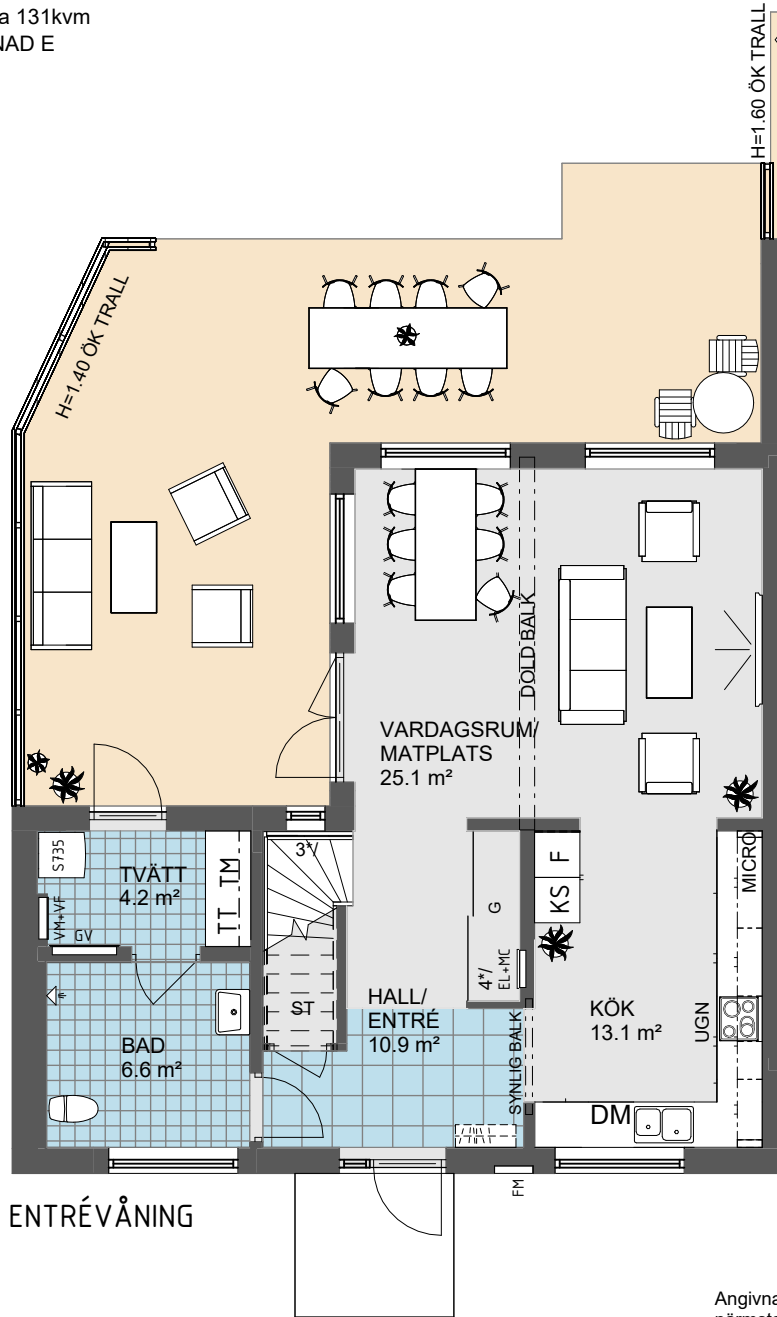 a 131kvm
NAD E
H=1.60 ÖK TRALL
H=1.40 ÖK TRALL
DOLD BALK
VARDAGSRUM/
MATPLATS
25.1 m²
S735
TVÄTT
4.2 m²
TT TM
VM+VF
GV
3*/
G
4*/
EL+MC
F
KS
MICRO
ST
HALL/
ENTRÉ
10.9 m²
KÖK
13.1 m²
UGN
BAD
6.6 m²
SYNLIG BALK
DM
FM
ENTRÉVÅNING
Angivna